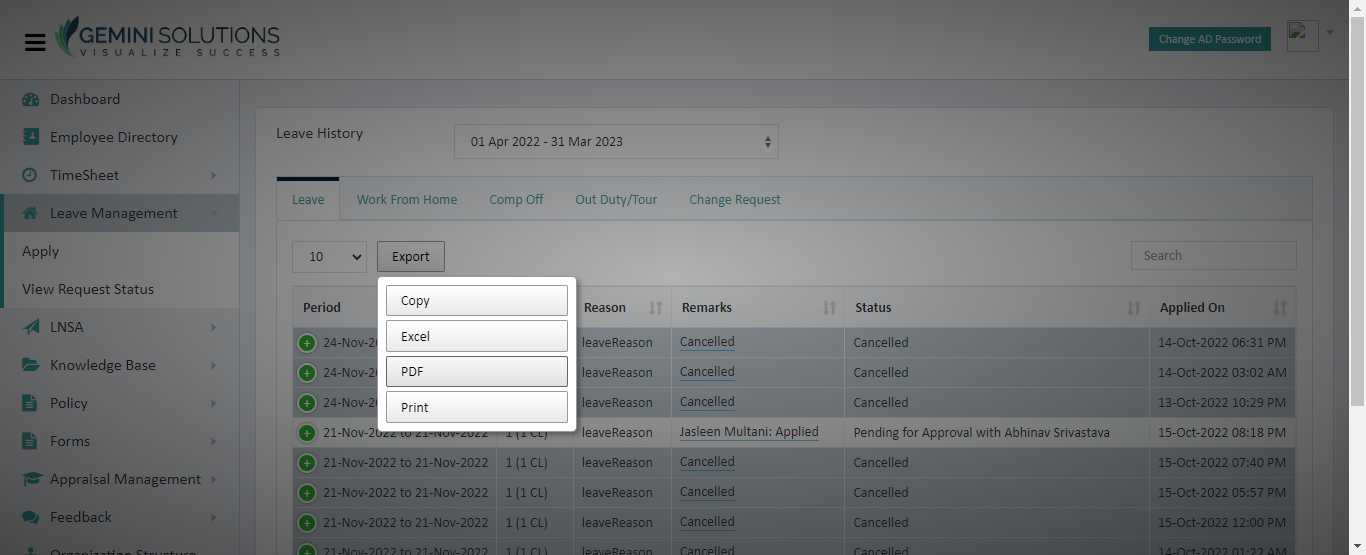 GEMINI SOLUTIONS
VISUALIZE SUCCESS
Change AD Password
Dashboard
Employee Directory
TimeSheet
Leave Management
Apply
View Request Status
LNSA
Knowledge Base
Policy
Forms
Appraisal Management
Feedback
Organization Structure
Leave History
01 Apr 2022 - 31 Mar 2023
Leave Work From Home Comp Off Out Duty/Tour Change Request
10 Export Search
Copy
Excel
PDF
Print
Period Reason Remarks Status Applied On
24-Nov-20 leaveReason Cancelled Cancelled 14-Oct-2022 06:31 PM
24-Nov-20 leaveReason Cancelled Cancelled 14-Oct-2022 03:02 AM
24-Nov-20 leaveReason Cancelled Cancelled 13-Oct-2022 10:29 PM
21-Nov-2022 to 21-Nov-2022 1 (1 CL) leaveReason Jasleen Multani: Applied Pending for Approval with Abhinav Srivastava 15-Oct-2022 08:18 PM
21-Nov-2022 to 21-Nov-2022 1 (1 CL) leaveReason Cancelled Cancelled 15-Oct-2022 07:40 PM
21-Nov-2022 to 21-Nov-2022 1 (1 CL) leaveReason Cancelled Cancelled 15-Oct-2022 05:57 PM
21-Nov-2022 to 21-Nov-2022 1 (1 CL) leaveReason Cancelled Cancelled 15-Oct-2022 12:00 PM
21-Nov-2022 to 21-Nov-2022 1 (1 CL) leaveReason Cancelled Cancelled 14-Oct-2022 01:22 AM